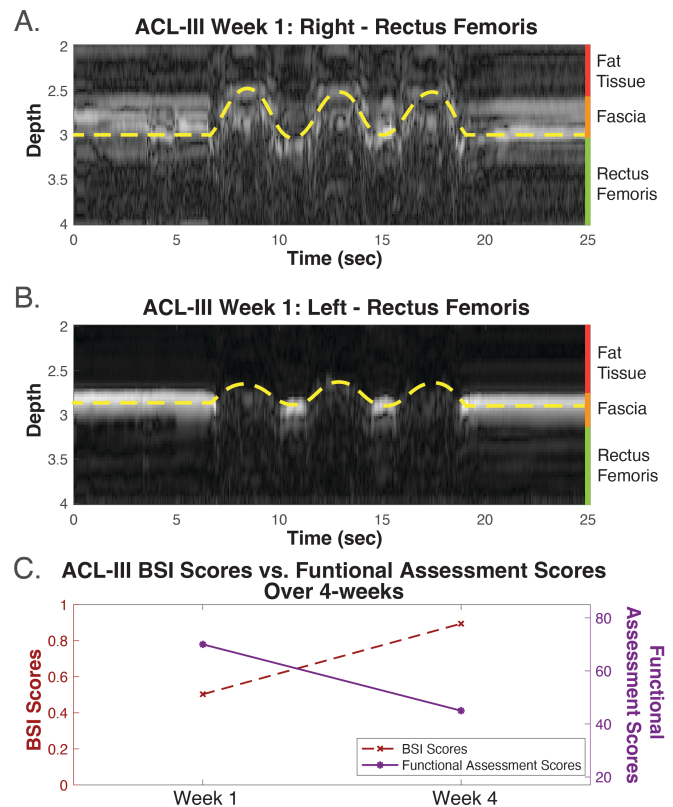 A.
ACL-III Week 1: Right - Rectus Femoris
Depth
2
2.5
3
3.5
4
0
5
10
15
20
25
Time (sec)
Fat
Tissue
Fascia
Rectus
Femoris
B.
ACL-III Week 1: Left - Rectus Femoris
Depth
2
2.5
3
3.5
4
0
5
10
15
20
25
Time (sec)
Fat
Tissue
Fascia
Rectus
Femoris
C.
ACL-III BSI Scores vs. Funtional Assessment Scores
Over 4-weeks
BSI Scores
1
0.8
0.6
0.4
0.2
0
80
60
40
20
Functional
Assessment Scores
BSI Scores
Functional Assessment Scores
Week 1
Week 4